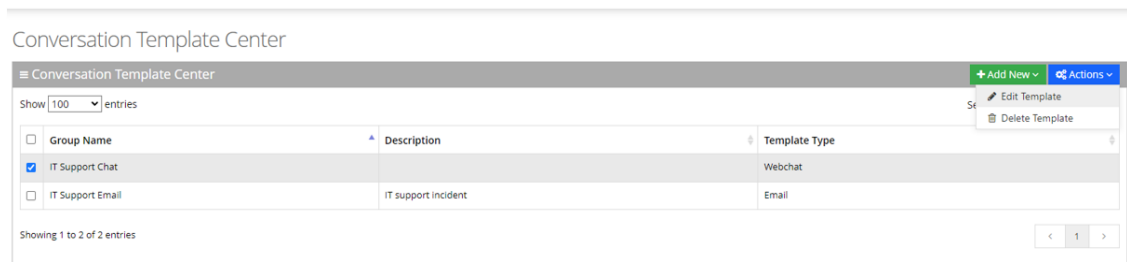 Conversation Template Center
Conversation Template Center
Add New Actions
Show 100 entries
Se
Edit Template
Delete Template
Group Name Description Template Type
IT Support Chat Webchat
IT Support Email IT support incident Email
Showing 1 to 2 of 2 entries
< 1 >